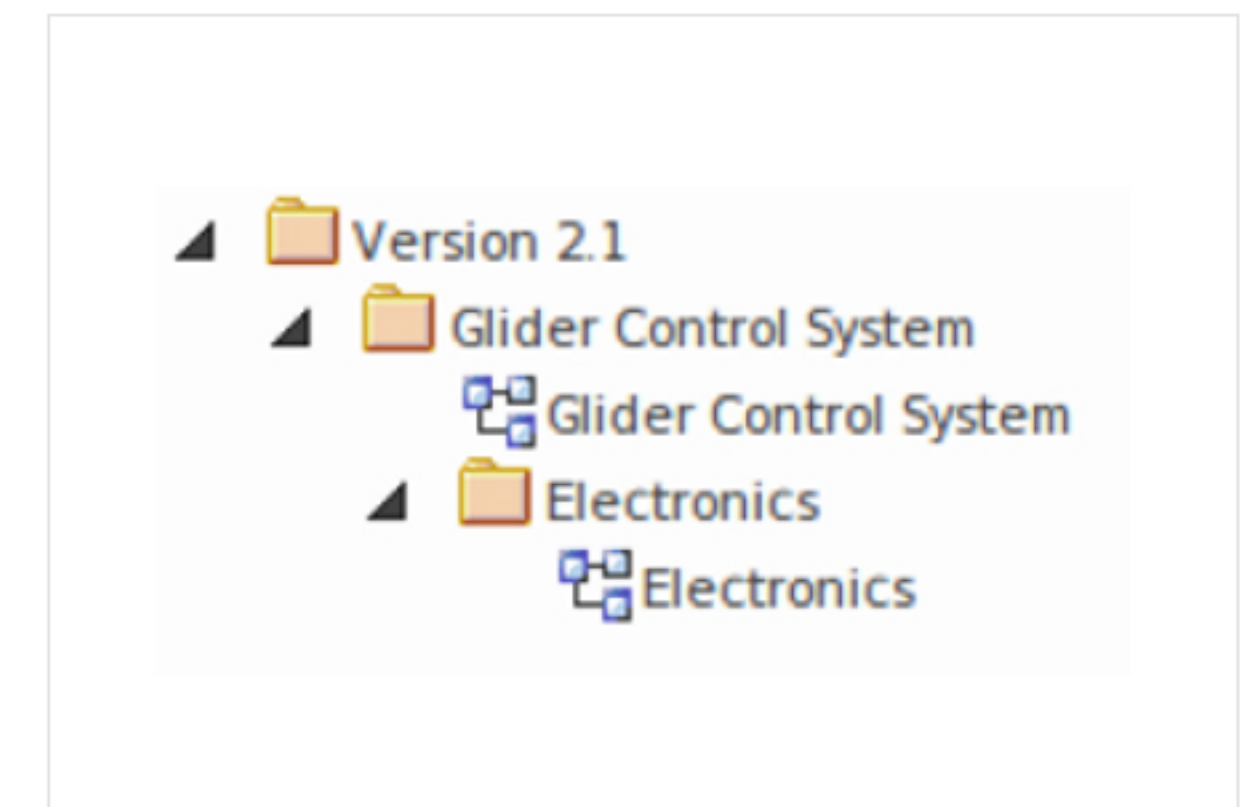 Version 2.1
Glider Control System
Glider Control System
Electronics
Electronics